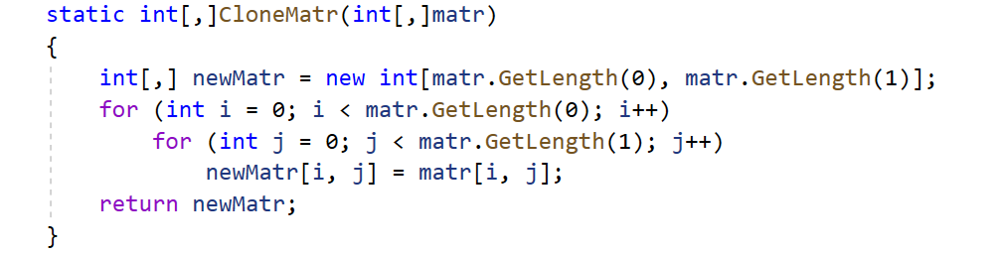 static int[,]CloneMatr(int[,]matr)
{
    int[,] newMatr = new int[matr.GetLength(0), matr.GetLength(1)];
    for (int i = 0; i < matr.GetLength(0); i++)
        for (int j = 0; j < matr.GetLength(1); j++)
            newMatr[i, j] = matr[i, j];
    return newMatr;
}